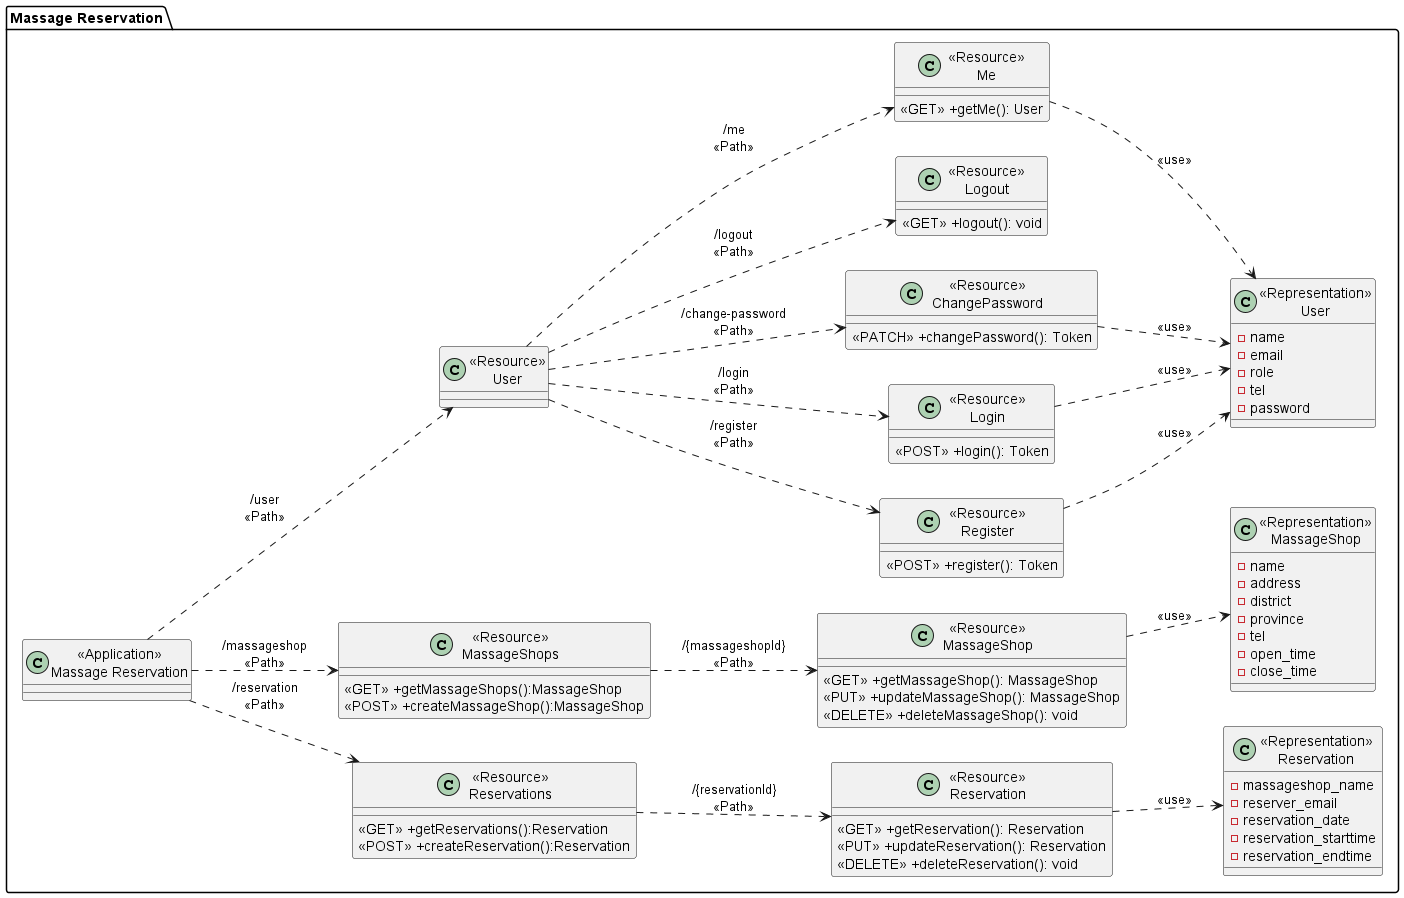 Massage Reservation
«Resource»
Me
C
«GET» +getMe(): User
«Resource»
Logout
C
«GET» +logout(): void
«Resource»
ChangePassword
C
«PATCH» +changePassword(): Token
«Resource»
Login
C
«POST» +login(): Token
«Resource»
Register
C
«POST» +register(): Token
«Representation»
User
C
name
email
role
tel
password
«Resource»
User
C
/me
«Path»
/logout
«Path»
/change-password
«Path»
/login
«Path»
/register
«Path»
«use»
«use»
«use»
«use»
/user
«Path»
«Application»
Massage Reservation
C
/massageshop
«Path»
/reservation
«Path»
«Resource»
MassageShops
C
«GET» +getMassageShops():MassageShop
«POST» +createMassageShop():MassageShop
/{massageshopId}
«Path»
«Resource»
MassageShop
C
«GET» +getMassageShop(): MassageShop
«PUT» +updateMassageShop(): MassageShop
«DELETE» +deleteMassageShop(): void
«use»
«Representation»
MassageShop
C
name
address
district
province
tel
open_time
close_time
«Resource»
Reservations
C
«GET» +getReservations():Reservation
«POST» +createReservation():Reservation
/{reservationId}
«Path»
«Resource»
Reservation
C
«GET» +getReservation(): Reservation
«PUT» +updateReservation(): Reservation
«DELETE» +deleteReservation(): void
«use»
«Representation»
Reservation
C
massageshop_name
reserver_email
reservation_date
reservation_starttime
reservation_endtime